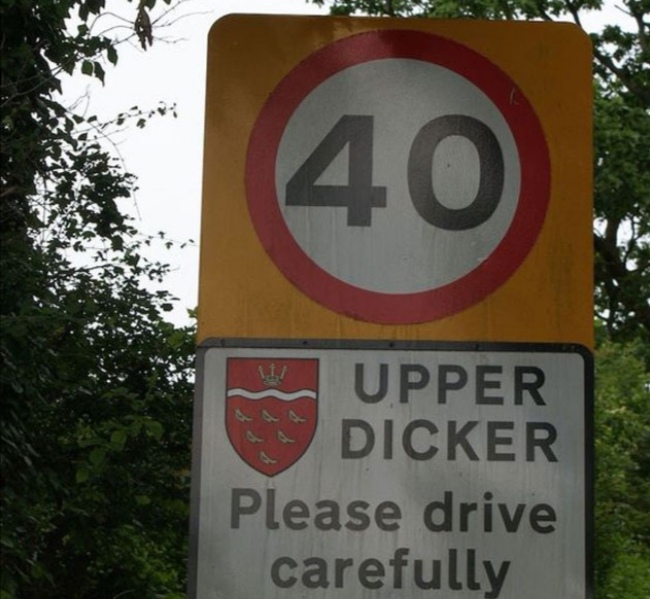 40
UPPER
DICKER
Please drive
carefully